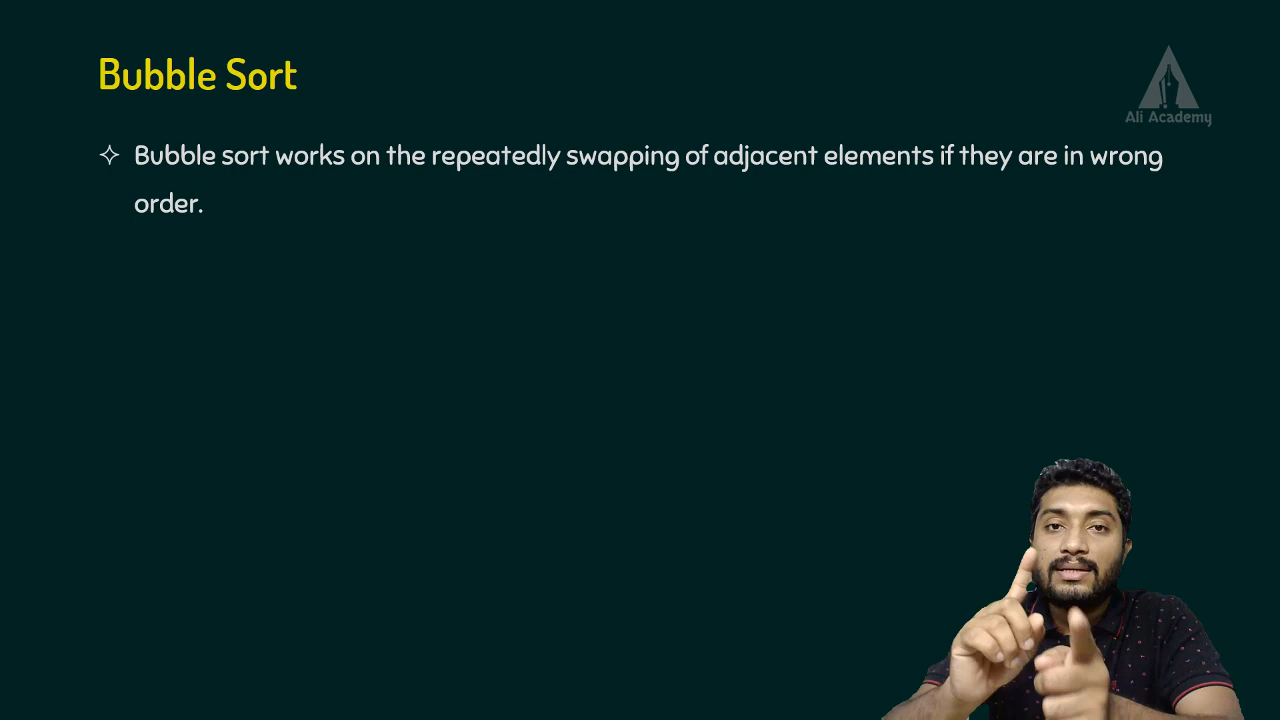 Bubble Sort
Ali Academy
✧ Bubble sort works on the repeatedly swapping of adjacent elements if they are in wrong
order.